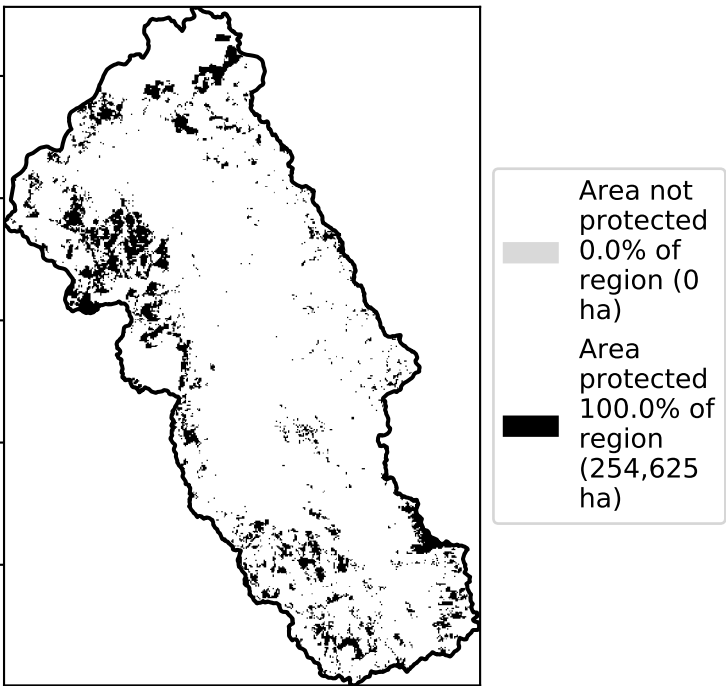 Area not
protected
0.0% of
region (0
ha)
Area
protected
100.0% of
region
(254,625
ha)